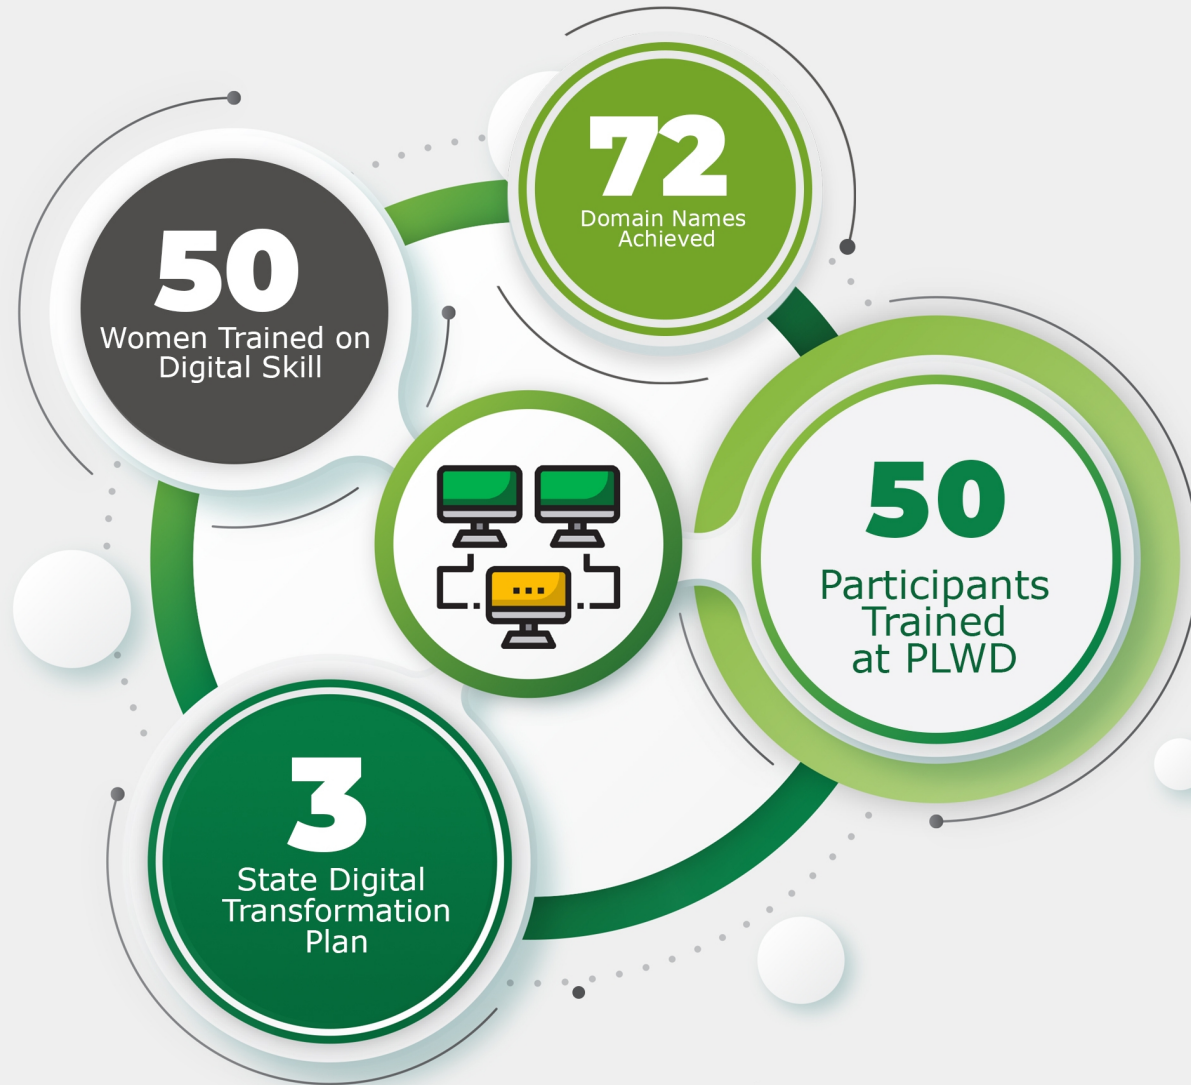 72
Domain Names
Achieved
50
Women Trained on
Digital Skill
50
Participants
Trained
at PLWD
3
State Digital
Transformation
Plan